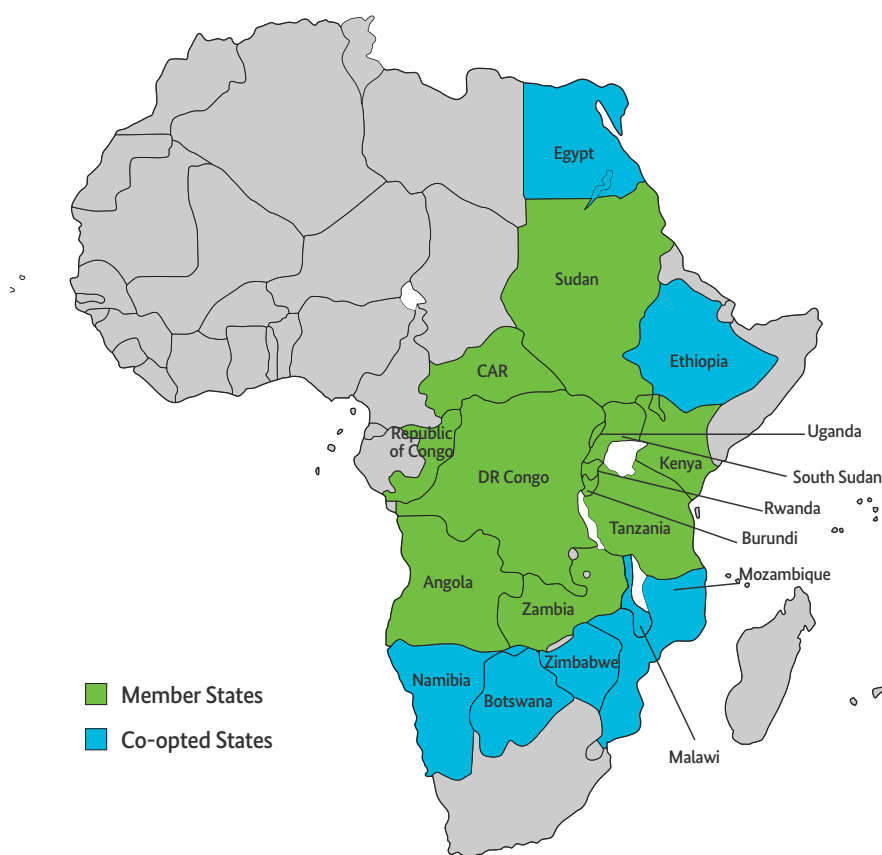 Egypt
Sudan
Ethiopia
CAR
Republic
of Congo
Uganda
Kenya
DR Congo
South Sudan
Rwanda
Tanzania
Burundi
Mozambique
Angola
Zambia
Zimbabwe
Namibia
Botswana
Member States
Co-opted States
Malawi